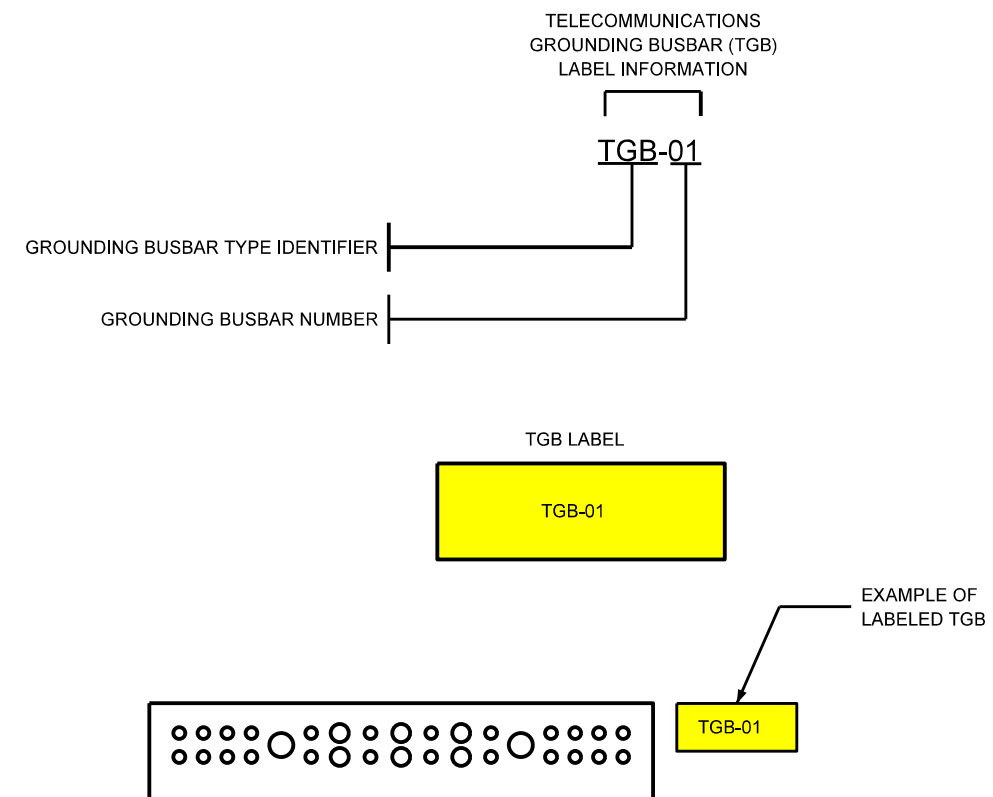 TELECOMMUNICATIONS
GROUNDING BUSBAR (TGB)
LABEL INFORMATION
TGB-01
GROUNDING BUSBAR TYPE IDENTIFIER
GROUNDING BUSBAR NUMBER
TGB LABEL
TGB-01
EXAMPLE OF
LABELED TGB
TGB-01